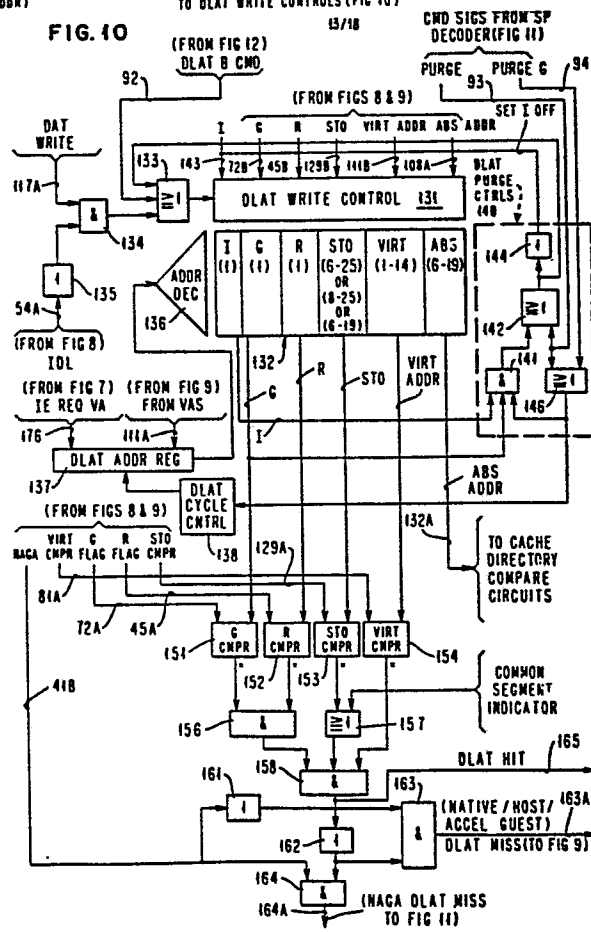 TO DLAT WRITE CONTROLS (FIG 10)
13/18
FIG. 10
(FROM FIG 12)
DLAT B CMD
92
CMD SIGS FROM SP
DECODER (FIG 11)
PURGE
PURGE G
93
94
SET I OFF
DAT
WRITE
117A
(FROM FIGS 8 & 9)
I
G
R
STO
VIRT ADDR
ABS ADDR
143
72B
45B
129B
111B
108A
133
DLAT WRITE CONTROL 131
&
134
DLAT
PURGE
CTRLS
140
144
135
54A
(FROM FIG 8)
IDL
ADDR
DEC
136
I
(1)
G
(1)
R
(1)
STO
(6-25)
OR
(8-25)
OR
(6-19)
VIRT
(1-14)
ABS
(6-19)
132
142
&
141
146
G
R
STO
VIRT
ADDR
I
(FROM FIG 7)
IE REQ VA
(FROM FIG 9)
FROM VAS
176
111A
DLAT ADDR REG
137
DLAT
CYCLE
CNTRL
138
ABS
ADDR
132A
(FROM FIGS 8 & 9)
NAGA
VIRT
CMPR
G
FLAG
R
FLAG
STO
CMPR
129A
81A
72A
45A
TO CACHE
DIRECTORY
COMPARE
CIRCUITS
G
CMPR
R
CMPR
STO
CMPR
VIRT
CMPR
151
152
153
154
41B
COMMON
SEGMENT
INDICATOR
&
156
157
&
158
DLAT HIT
165
161
163
&
(NATIVE/HOST/
ACCEL GUEST)
163A
DLAT MISS (TO FIG 9)
162
164
&
164A
(NAGA DLAT MISS
TO FIG 11)